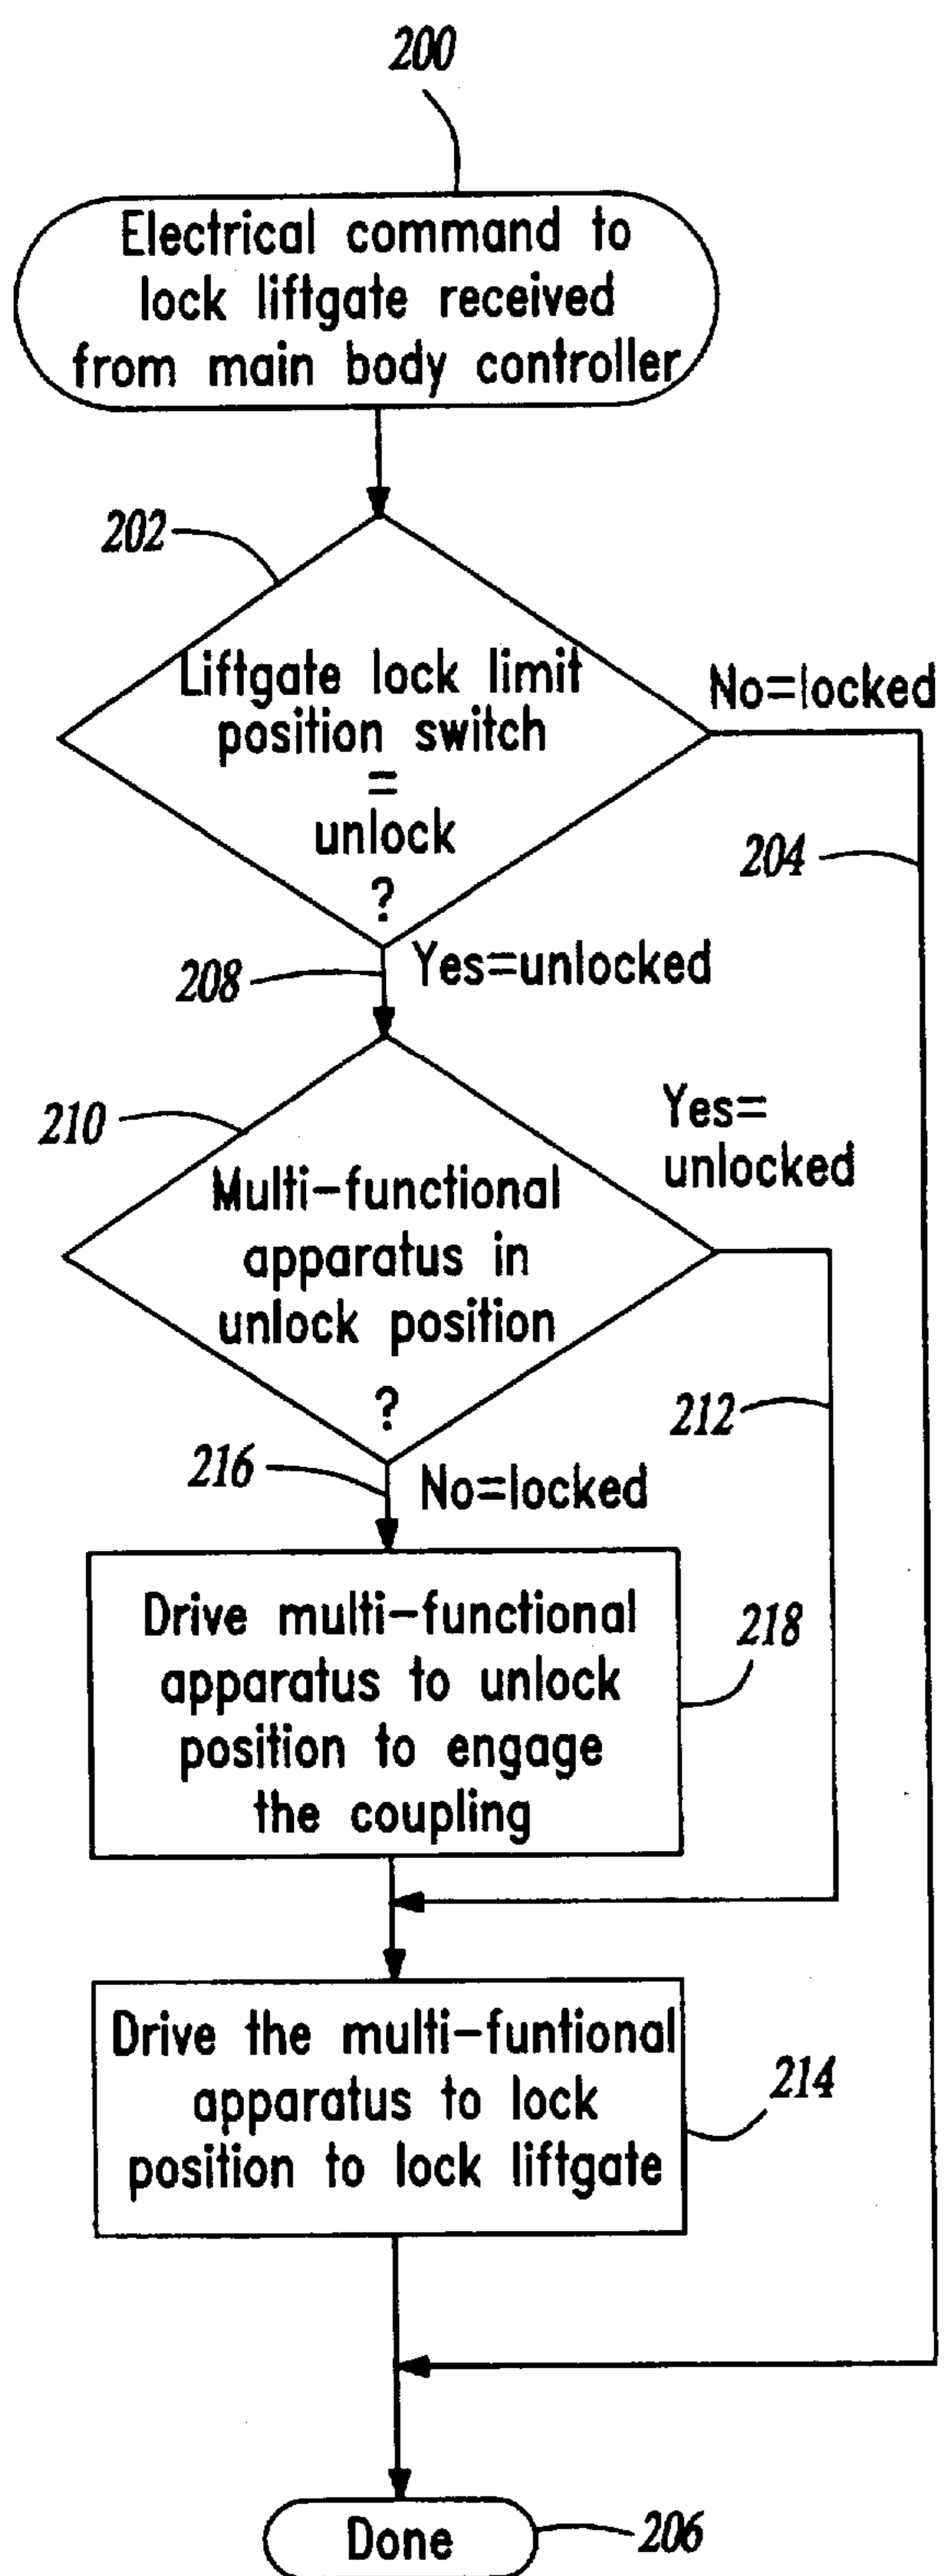 200
Electrical command to
lock liftgate received
from main body controller
202
Liftgate lock limit
position switch
=
unlock
?
No=locked
204
208
Yes=unlocked
210
Multi-functional
apparatus in
unlock position
?
Yes=
unlocked
212
216
No=locked
Drive multi-functional
apparatus to unlock
position to engage
the coupling
218
Drive the multi-funtional
apparatus to lock
position to lock liftgate
214
Done
206